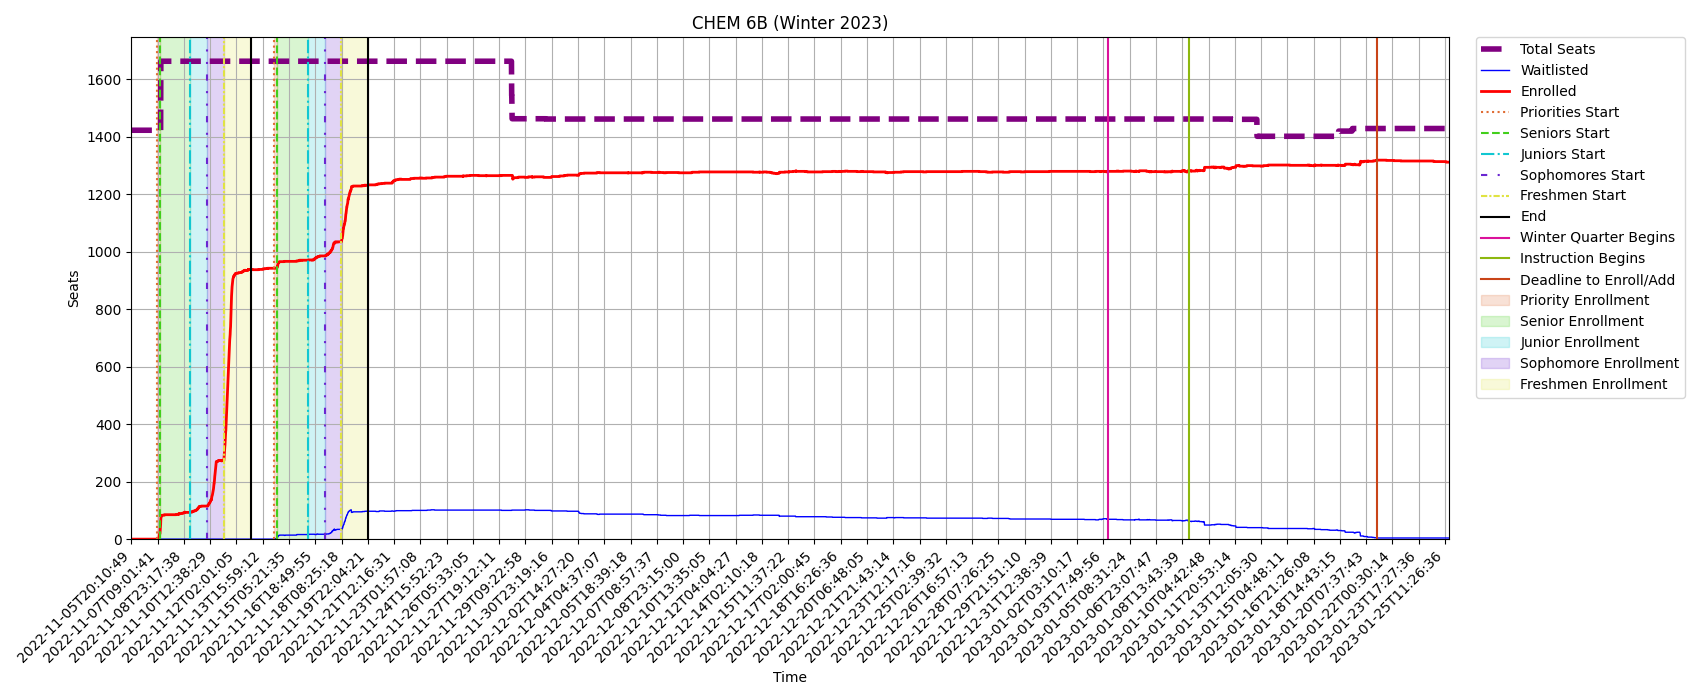 CHEM 6B (Winter 2023)
Seats
1600
1400
1200
1000
800
600
400
200
0
2022-11-05T20:10:49
2022-11-07T09:01:41
2022-11-08T23:17:38
2022-11-10T12:38:29
2022-11-12T02:01:05
2022-11-13T15:59:12
2022-11-15T05:21:35
2022-11-16T18:49:55
2022-11-18T08:25:18
2022-11-19T22:04:21
2022-11-21T12:16:31
2022-11-23T01:57:08
2022-11-24T15:52:23
2022-11-26T05:33:05
2022-11-27T19:12:11
2022-11-29T09:22:58
2022-11-30T23:19:16
2022-12-02T14:27:20
2022-12-04T04:37:07
2022-12-05T18:39:18
2022-12-07T08:57:37
2022-12-08T23:15:00
2022-12-10T13:35:05
2022-12-12T04:04:27
2022-12-14T02:10:18
2022-12-15T11:37:22
2022-12-17T02:00:45
2022-12-18T16:26:36
2022-12-20T06:48:05
2022-12-21T21:43:14
2022-12-23T12:17:16
2022-12-25T02:39:32
2022-12-26T16:57:13
2022-12-28T07:26:25
2022-12-29T21:51:10
2022-12-31T12:38:39
2023-01-02T03:10:17
2023-01-03T17:49:56
2023-01-05T08:31:24
2023-01-06T23:07:47
2023-01-08T13:43:39
2023-01-10T04:42:48
2023-01-11T20:53:14
2023-01-13T12:05:30
2023-01-15T04:48:11
2023-01-16T21:26:08
2023-01-18T14:43:15
2023-01-20T07:37:43
2023-01-22T00:30:14
2023-01-23T17:27:36
2023-01-25T11:26:36
Time
Total Seats
Waitlisted
Enrolled
Priorities Start
Seniors Start
Juniors Start
Sophomores Start
Freshmen Start
End
Winter Quarter Begins
Instruction Begins
Deadline to Enroll/Add
Priority Enrollment
Senior Enrollment
Junior Enrollment
Sophomore Enrollment
Freshmen Enrollment